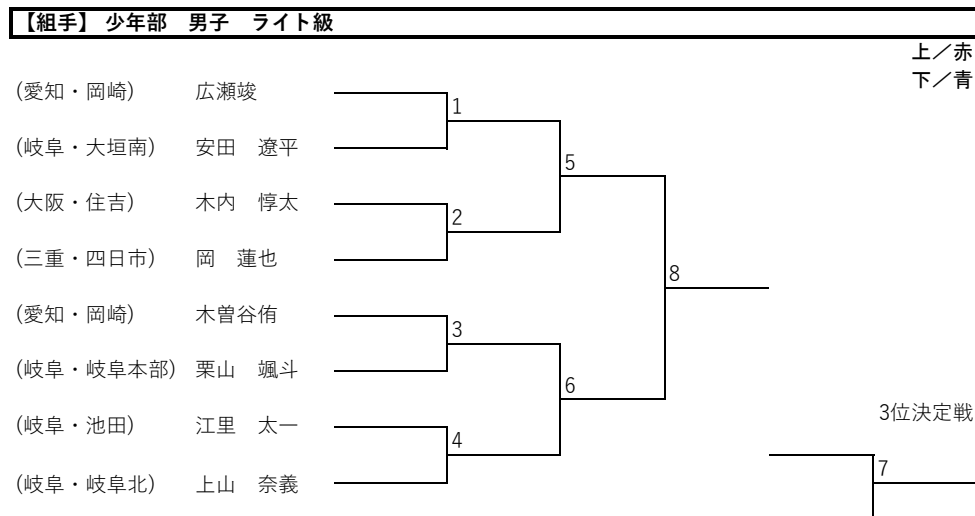 【組手】 少年部　男子　ライト級
上／赤
下／青
(愛知・岡崎)　広瀬竣
1
(岐阜・大垣南)　安田　遼平
5
(大阪・住吉)　木内　惇太
2
(三重・四日市)　岡　蓮也
8
(愛知・岡崎)　木曽谷侑
3
(岐阜・岐阜本部)　栗山　颯斗
6
3位決定戦
(岐阜・池田)　江里　太一
4
7
(岐阜・岐阜北)　上山　奈義